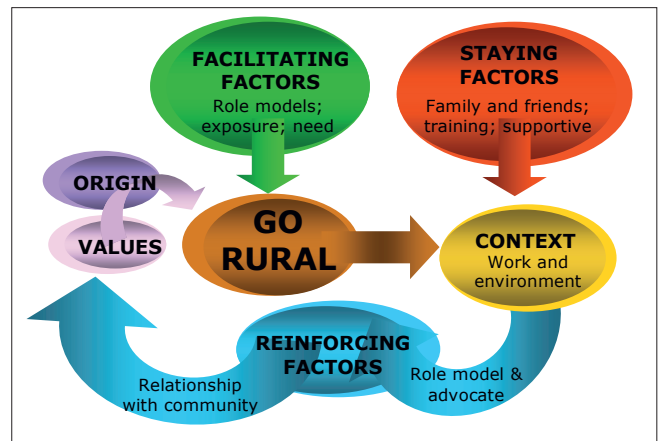 FACILITATING
FACTORS
Role models;
exposure; need
STAYING
FACTORS
Family and friends;
training; supportive
ORIGIN
VALUES
GO
RURAL
CONTEXT
Work and
environment
REINFORCING
FACTORS
Relationship
with community
Role model &
advocate